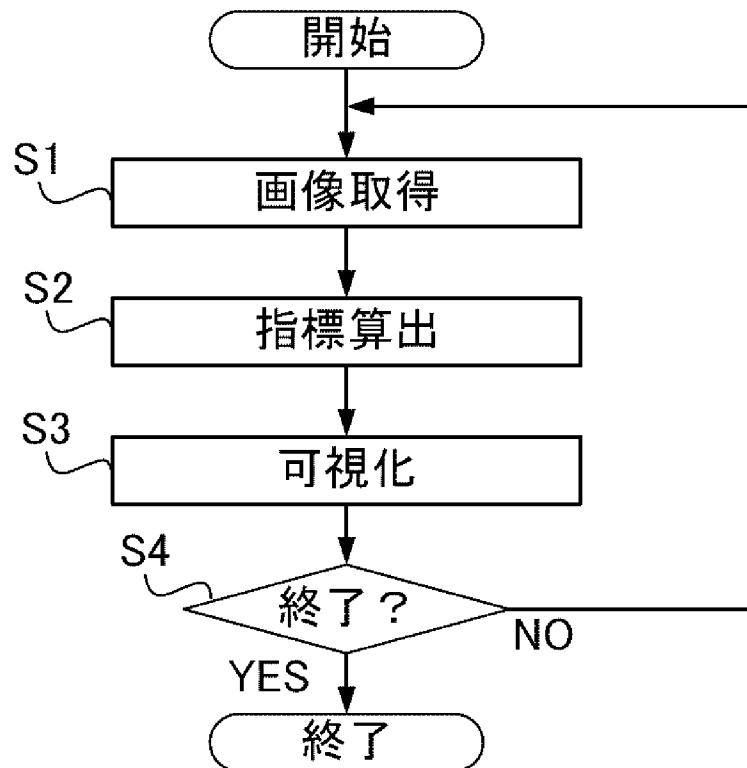 開始
S1
画像取得
S2
指標算出
S3
可視化
S4
終了？
NO
YES
終了